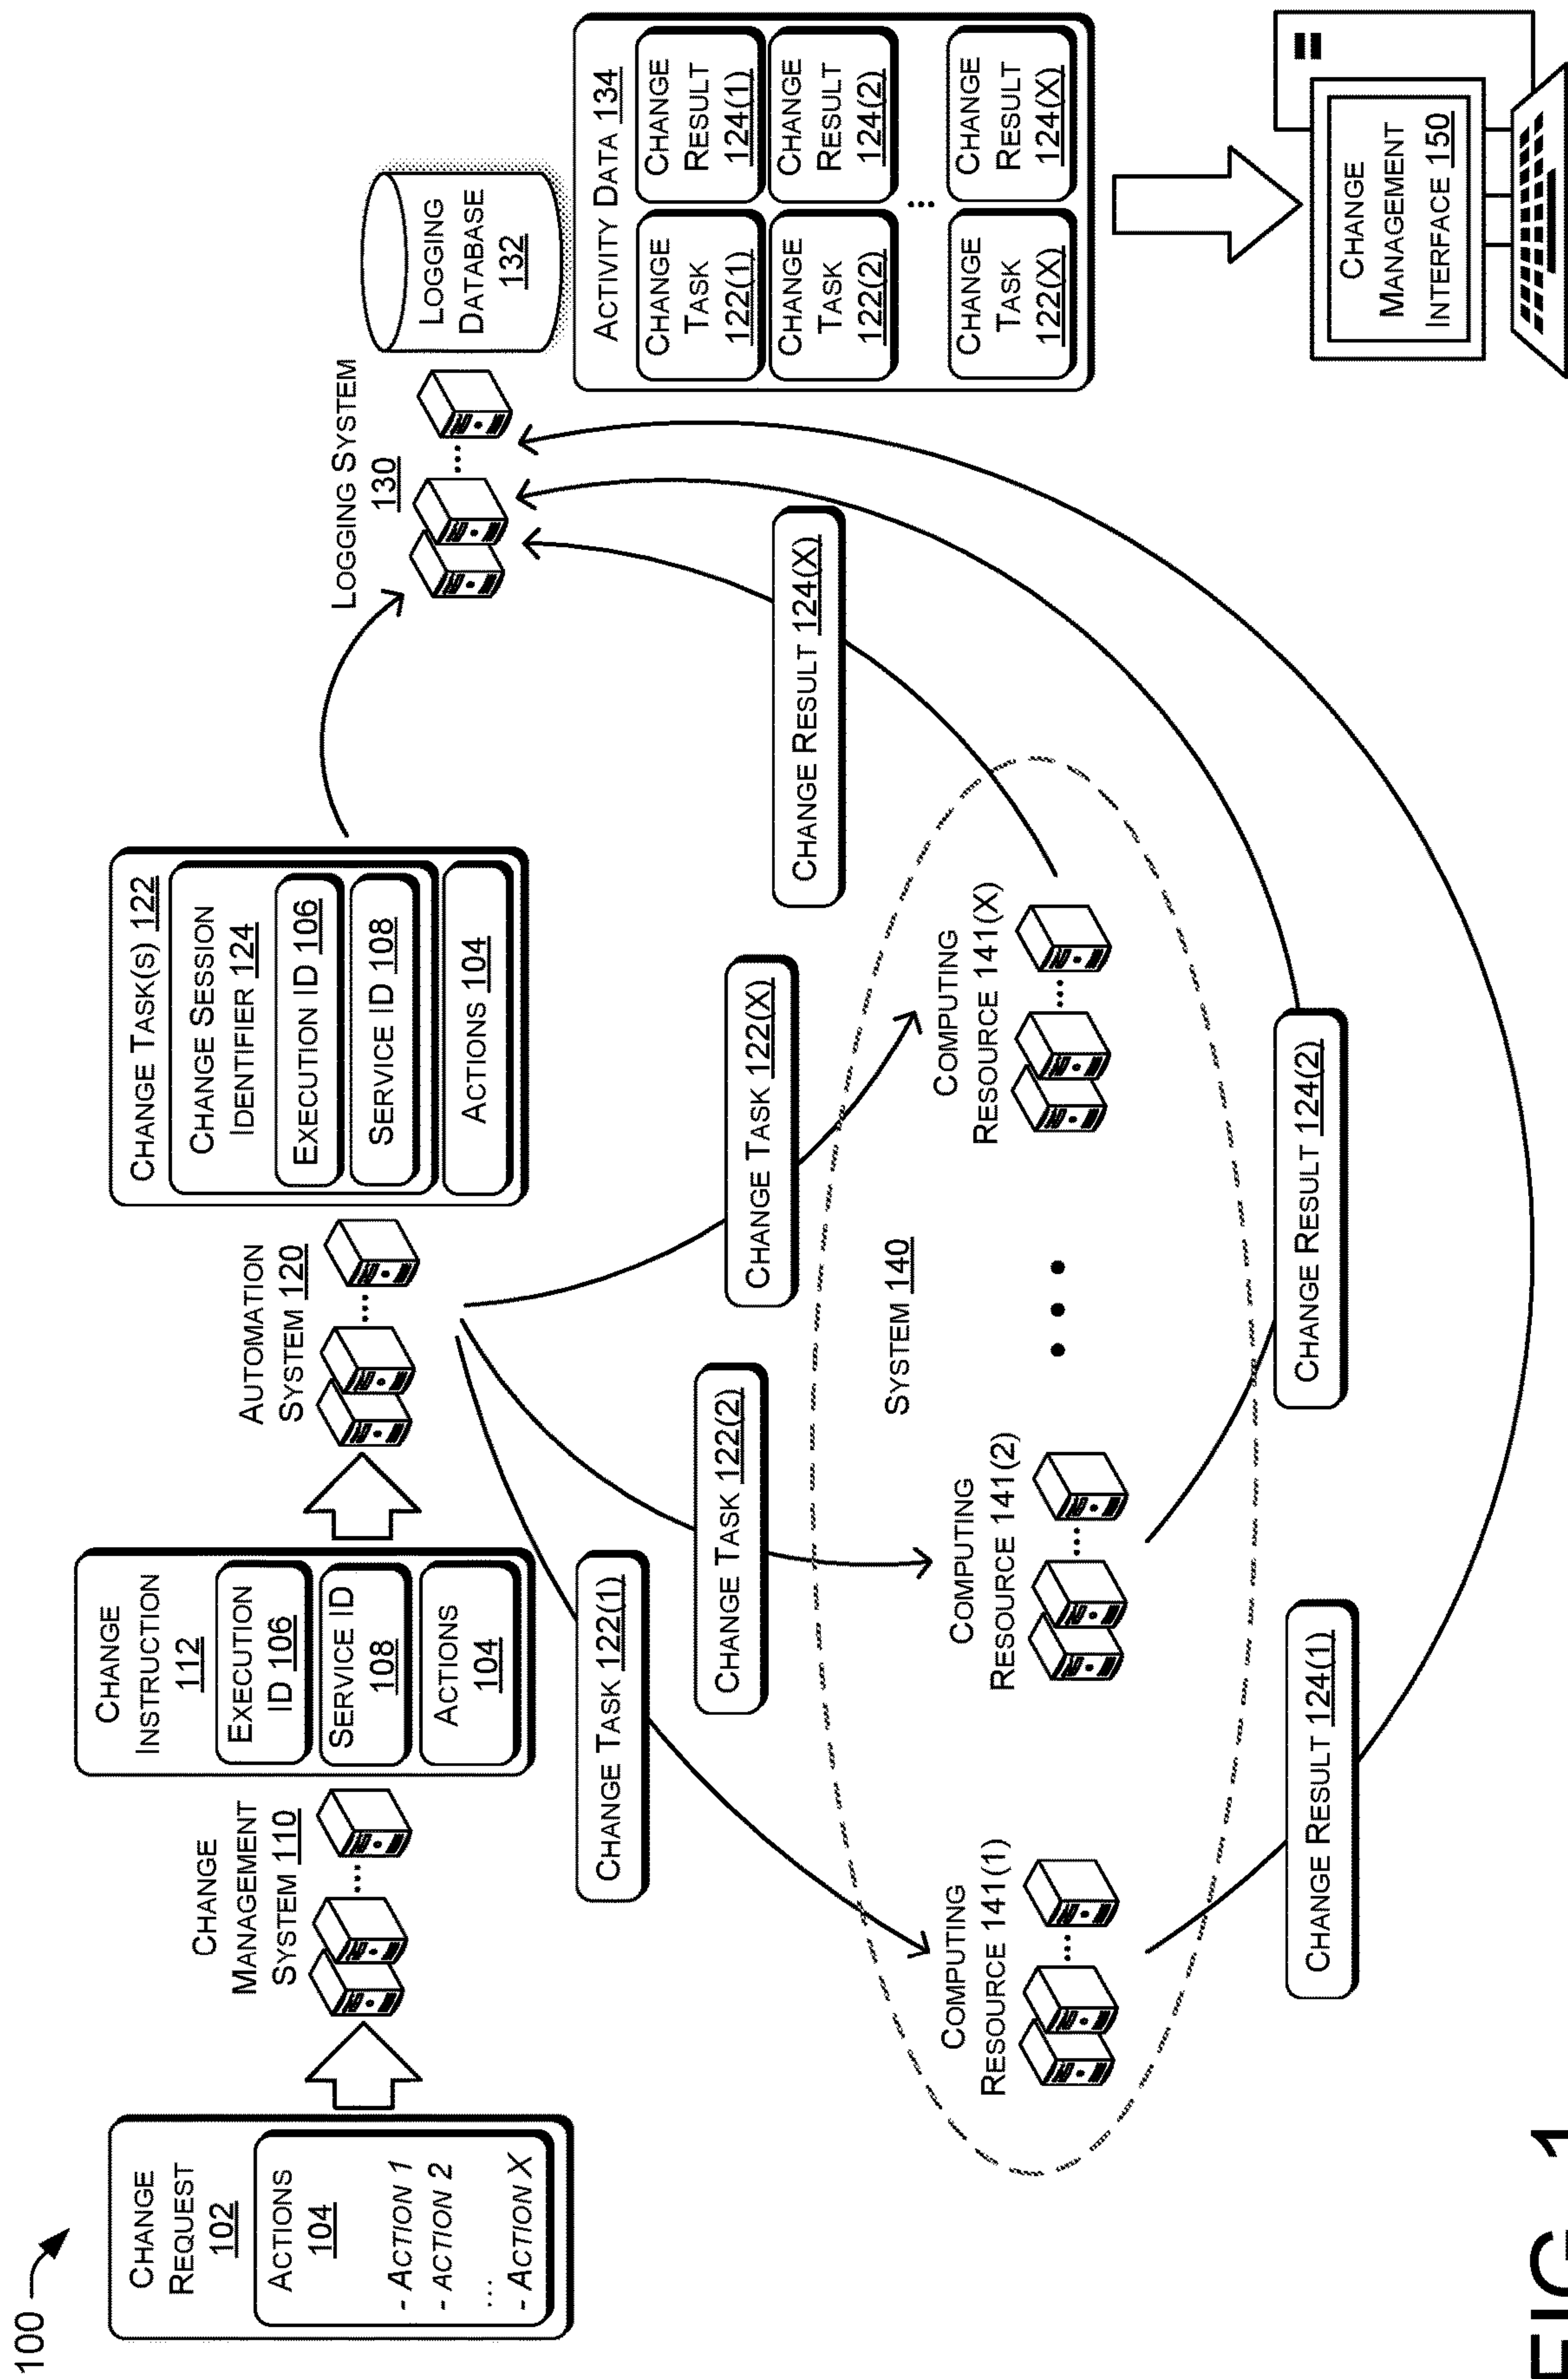 100
CHANGE
REQUEST
102
ACTIONS
104
- ACTION 1
- ACTION 2
...
- ACTION X
CHANGE
MANAGEMENT
SYSTEM 110
CHANGE
INSTRUCTION
112
EXECUTION
ID 106
SERVICE ID
108
ACTIONS
104
AUTOMATION
SYSTEM 120
CHANGE TASK(S) 122
CHANGE SESSION
IDENTIFIER 124
EXECUTION ID 106
SERVICE ID 108
ACTIONS 104
LOGGING SYSTEM
130
LOGGING
DATABASE
132
ACTIVITY DATA 134
CHANGE
TASK
122(1)
CHANGE
RESULT
124(1)
CHANGE
TASK
122(2)
CHANGE
RESULT
124(2)
...
CHANGE
TASK
122(X)
CHANGE
RESULT
124(X)
CHANGE
MANAGEMENT
INTERFACE 150
CHANGE TASK 122(1)
CHANGE TASK 122(2)
CHANGE TASK 122(X)
SYSTEM 140
COMPUTING
RESOURCE 141(1)
COMPUTING
RESOURCE 141(2)
COMPUTING
RESOURCE 141(X)
CHANGE RESULT 124(X)
CHANGE RESULT 124(1)
CHANGE RESULT 124(2)
FIG. 1